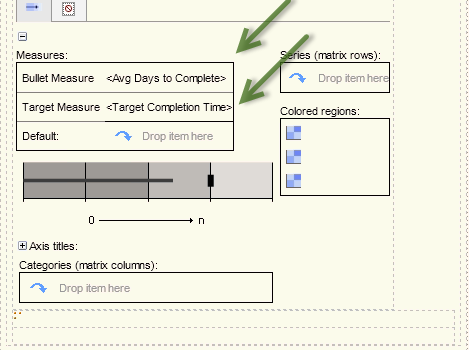 Measures:
Series (matrix rows):
Bullet Measure <Avg Days to Complete>
Drop item here
Target Measure <Target Completion Time>
Default: Drop item here
Colored regions:
0 n
Axis titles:
Categories (matrix columns):
Drop item here